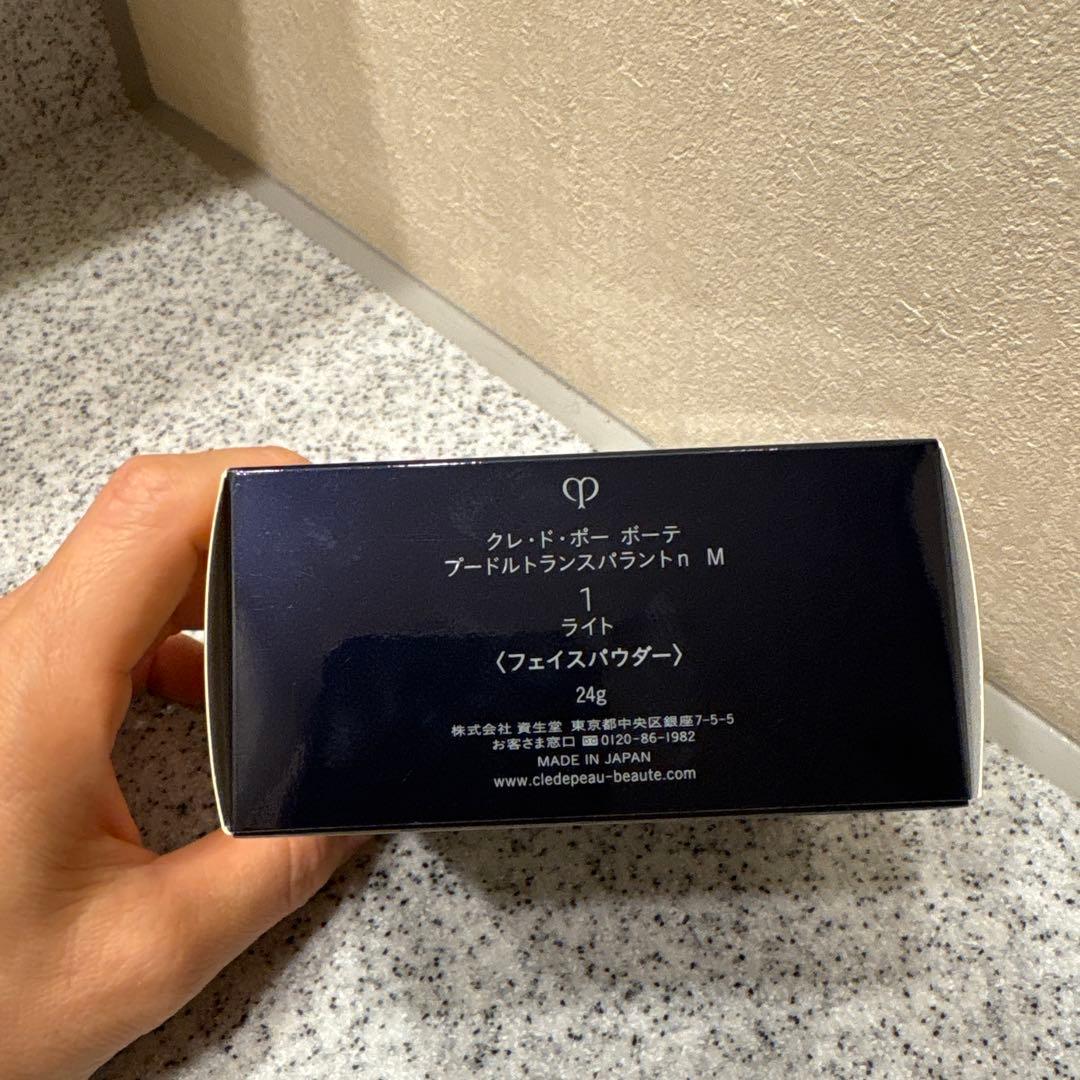 クレ・ド・ポー ボーテ
プードルトランスパラントn M
1
ライト
〈フェイスパウダー〉
24g
株式会社 資生堂 東京都中央区銀座7-5-5
お客さま窓口 0120-86-1982
MADE IN JAPAN
www.cledepeau-beaute.com